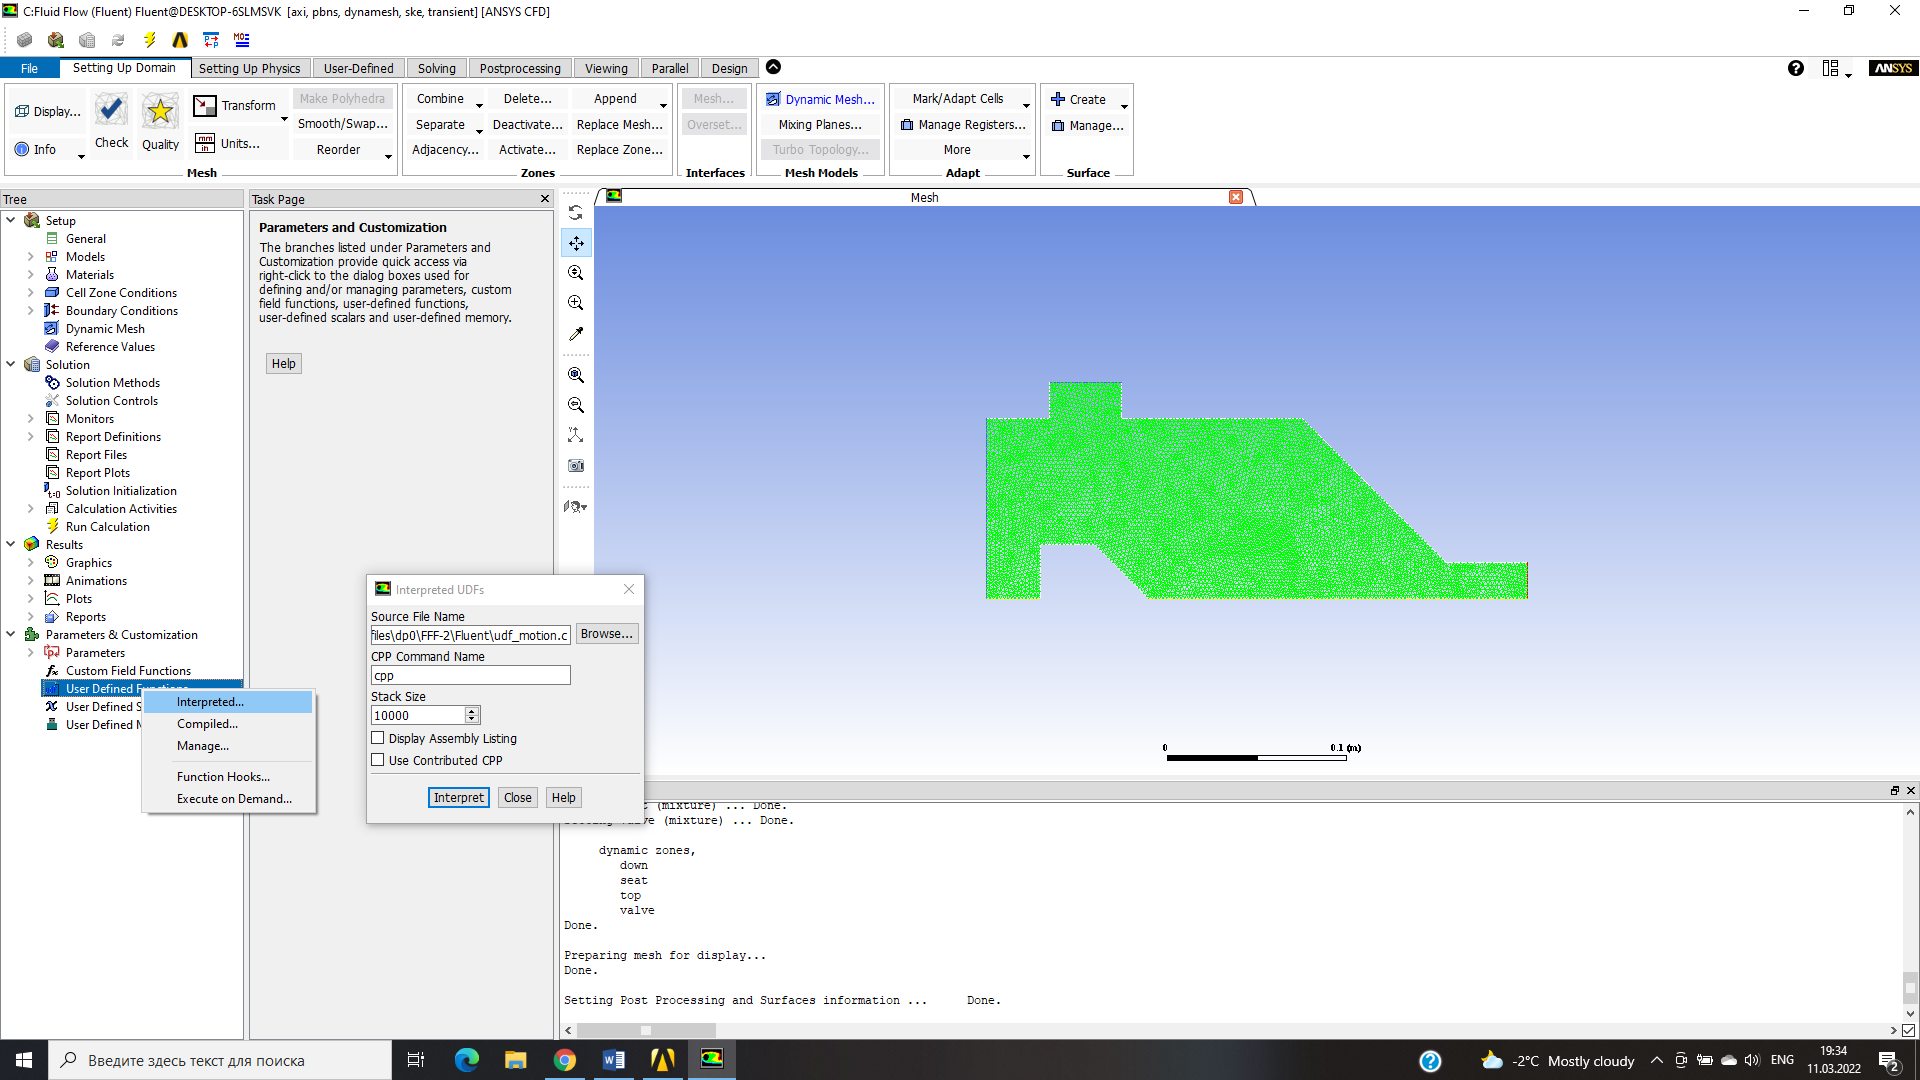 C:Fluid Flow (Fluent) Fluent@DESKTOP-6SLMSVK [axi, pbns, dynamesh, ske, transient] [ANSYS CFD]
File Setting Up Domain Setting Up Physics User-Defined Solving Postprocessing Viewing Parallel Design ANSYS
Display... Check Quality Transform Make Polyhedra
Smooth/Swap...
Info Units... Reorder
Mesh
Combine Delete... Append
Separate Deactivate... Replace Mesh...
Adjacency... Activate... Replace Zone...
Zones
Mesh...
Overset...
Interfaces
Dynamic Mesh...
Mixing Planes...
Turbo Topology...
Mesh Models
Mark/Adapt Cells
Manage Registers...
More
Adapt
Create
Manage...
Surface
Tree
Setup
General
Models
Materials
Cell Zone Conditions
Boundary Conditions
Dynamic Mesh
Reference Values
Solution
Solution Methods
Solution Controls
Monitors
Report Definitions
Report Files
Report Plots
Solution Initialization
Calculation Activities
Run Calculation
Results
Graphics
Animations
Plots
Reports
Parameters & Customization
Parameters
Custom Field Functions
User Defined Functions
User Defined S
User Defined M
Interpreted...
Compiled...
Manage...
Function Hooks...
Execute on Demand...
Task Page
Parameters and Customization
The branches listed under Parameters and
Customization provide quick access via
right-click to the dialog boxes used for
defining and/or managing parameters, custom
field functions, user-defined functions,
user-defined scalars and user-defined memory.
Help
Interpreted UDFs
Source File Name
files\dp0\FFF-2\Fluent\udf_motion.c Browse...
CPP Command Name
cpp
Stack Size
10000
Display Assembly Listing
Use Contributed CPP
Interpret Close Help
Mesh
0 0.1 (m)
(mixture) ... Done.
(mixture) ... Done.
dynamic zones,
down
seat
top
valve
Done.
Preparing mesh for display...
Done.
Setting Post Processing and Surfaces information ... Done.
Введите здесь текст для поиска
-2°C Mostly cloudy
ENG
19:34
11.03.2022
2